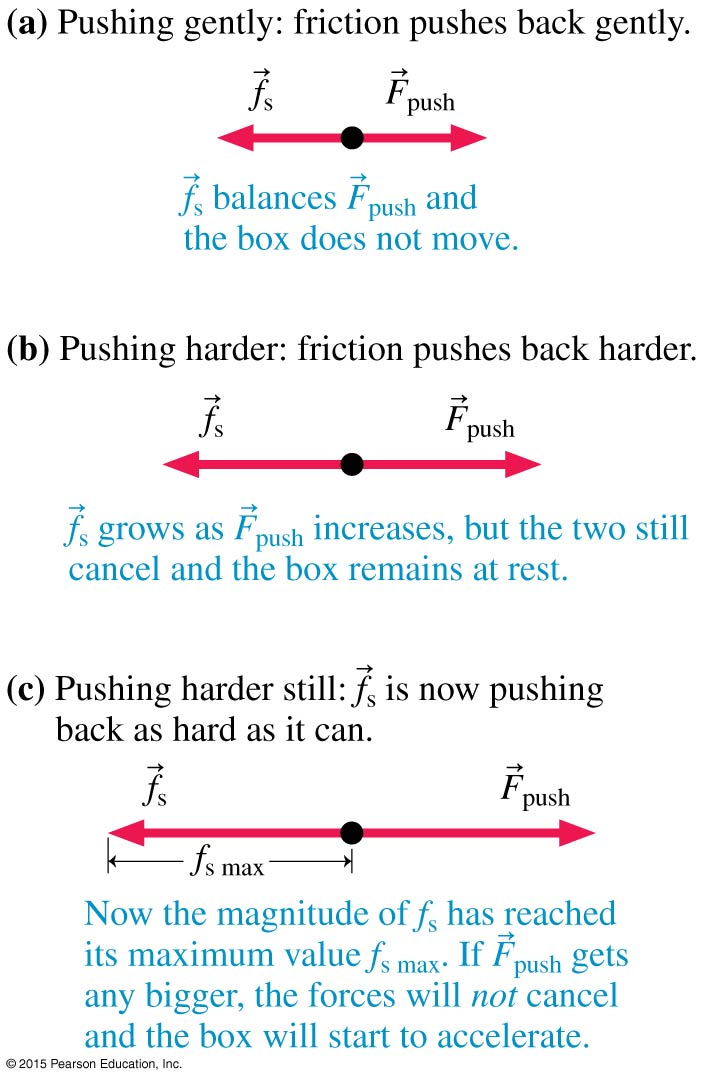 (a) Pushing gently: friction pushes back gently.
f⃗s F⃗push
f⃗s balances F⃗push and
the box does not move.
(b) Pushing harder: friction pushes back harder.
f⃗s F⃗push
f⃗s grows as F⃗push increases, but the two still
cancel and the box remains at rest.
(c) Pushing harder still: f⃗s is now pushing
back as hard as it can.
f⃗s F⃗push
fs max
Now the magnitude of fs has reached
its maximum value fs max. If F⃗push gets
any bigger, the forces will not cancel
and the box will start to accelerate.
© 2015 Pearson Education, Inc.